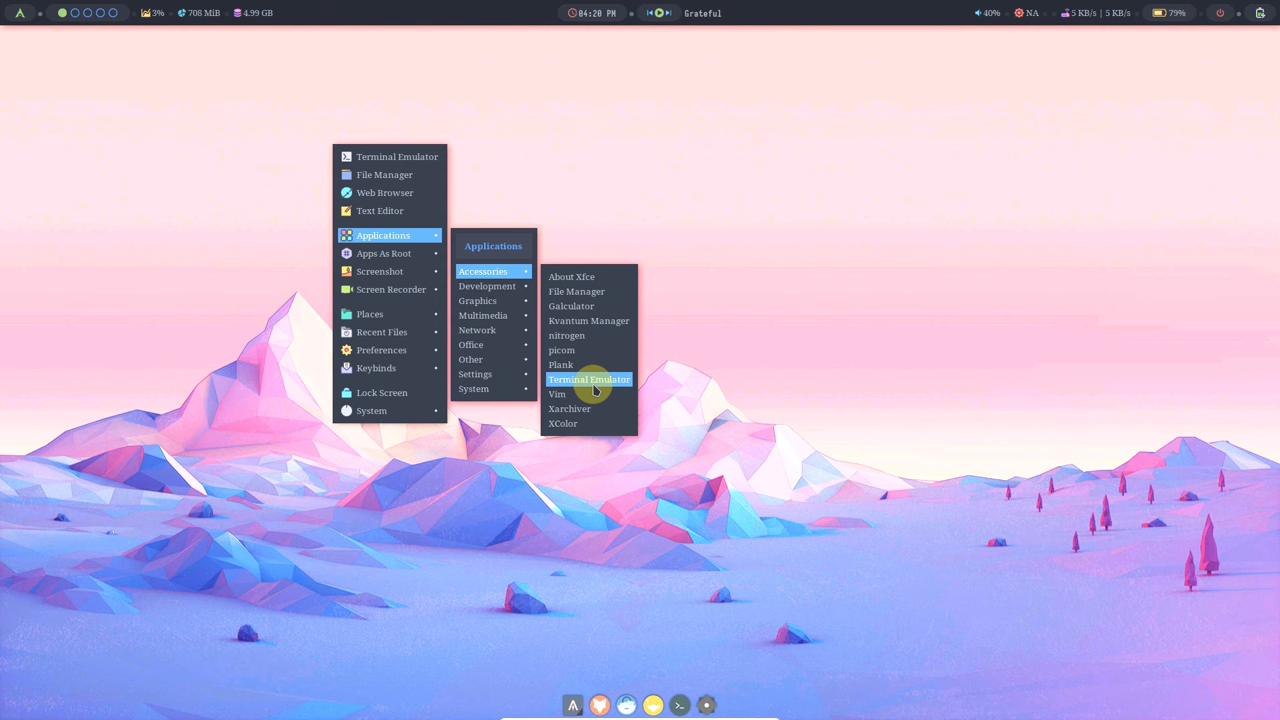 3% 708 MiB 4.99 GB 04:20 PM Grateful 40% NA 5 KB/s | 5 KB/s 79%
Terminal Emulator
File Manager
Web Browser
Text Editor
Applications
Apps As Root
Screenshot
Screen Recorder
Places
Recent Files
Preferences
Keybinds
Lock Screen
System
Applications
Accessories
Development
Graphics
Multimedia
Network
Office
Other
Settings
System
About Xfce
File Manager
Galculator
Kvantum Manager
nitrogen
picom
Plank
Terminal Emulator
Vim
Xarchiver
XColor